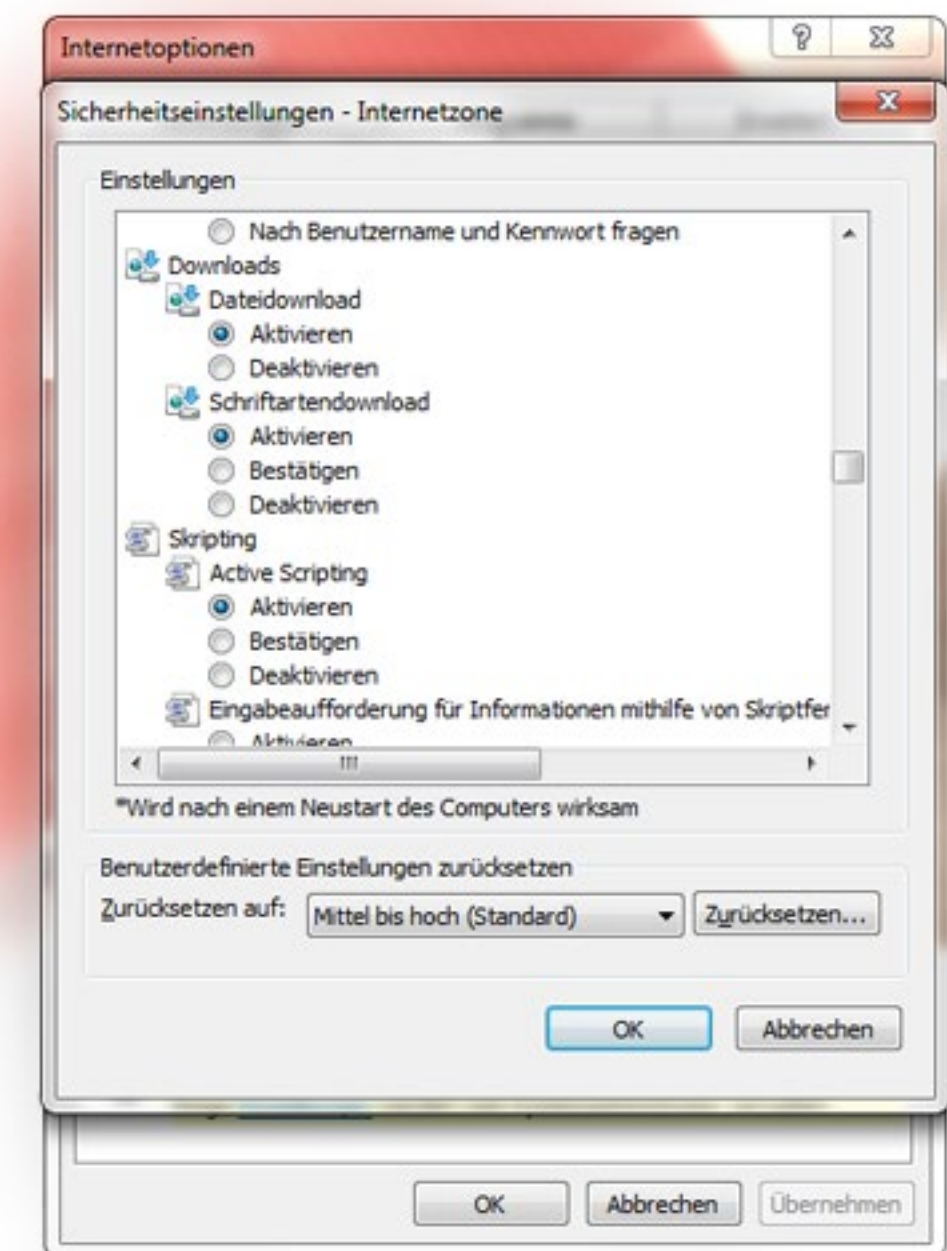 Internetoptionen
Sicherheitseinstellungen - Internetzone
Einstellungen
Nach Benutzername und Kennwort fragen
Downloads
Dateidownload
Aktivieren
Deaktivieren
Schriftartendownload
Aktivieren
Bestätigen
Deaktivieren
Skripting
Active Scripting
Aktivieren
Bestätigen
Deaktivieren
Eingabeaufforderung für Informationen mithilfe von Skriptfer
Aktivieren
*Wird nach einem Neustart des Computers wirksam
Benutzerdefinierte Einstellungen zurücksetzen
Zurücksetzen auf: Mittel bis hoch (Standard) Zurücksetzen...
OK Abbrechen
OK Abbrechen Übernehmen